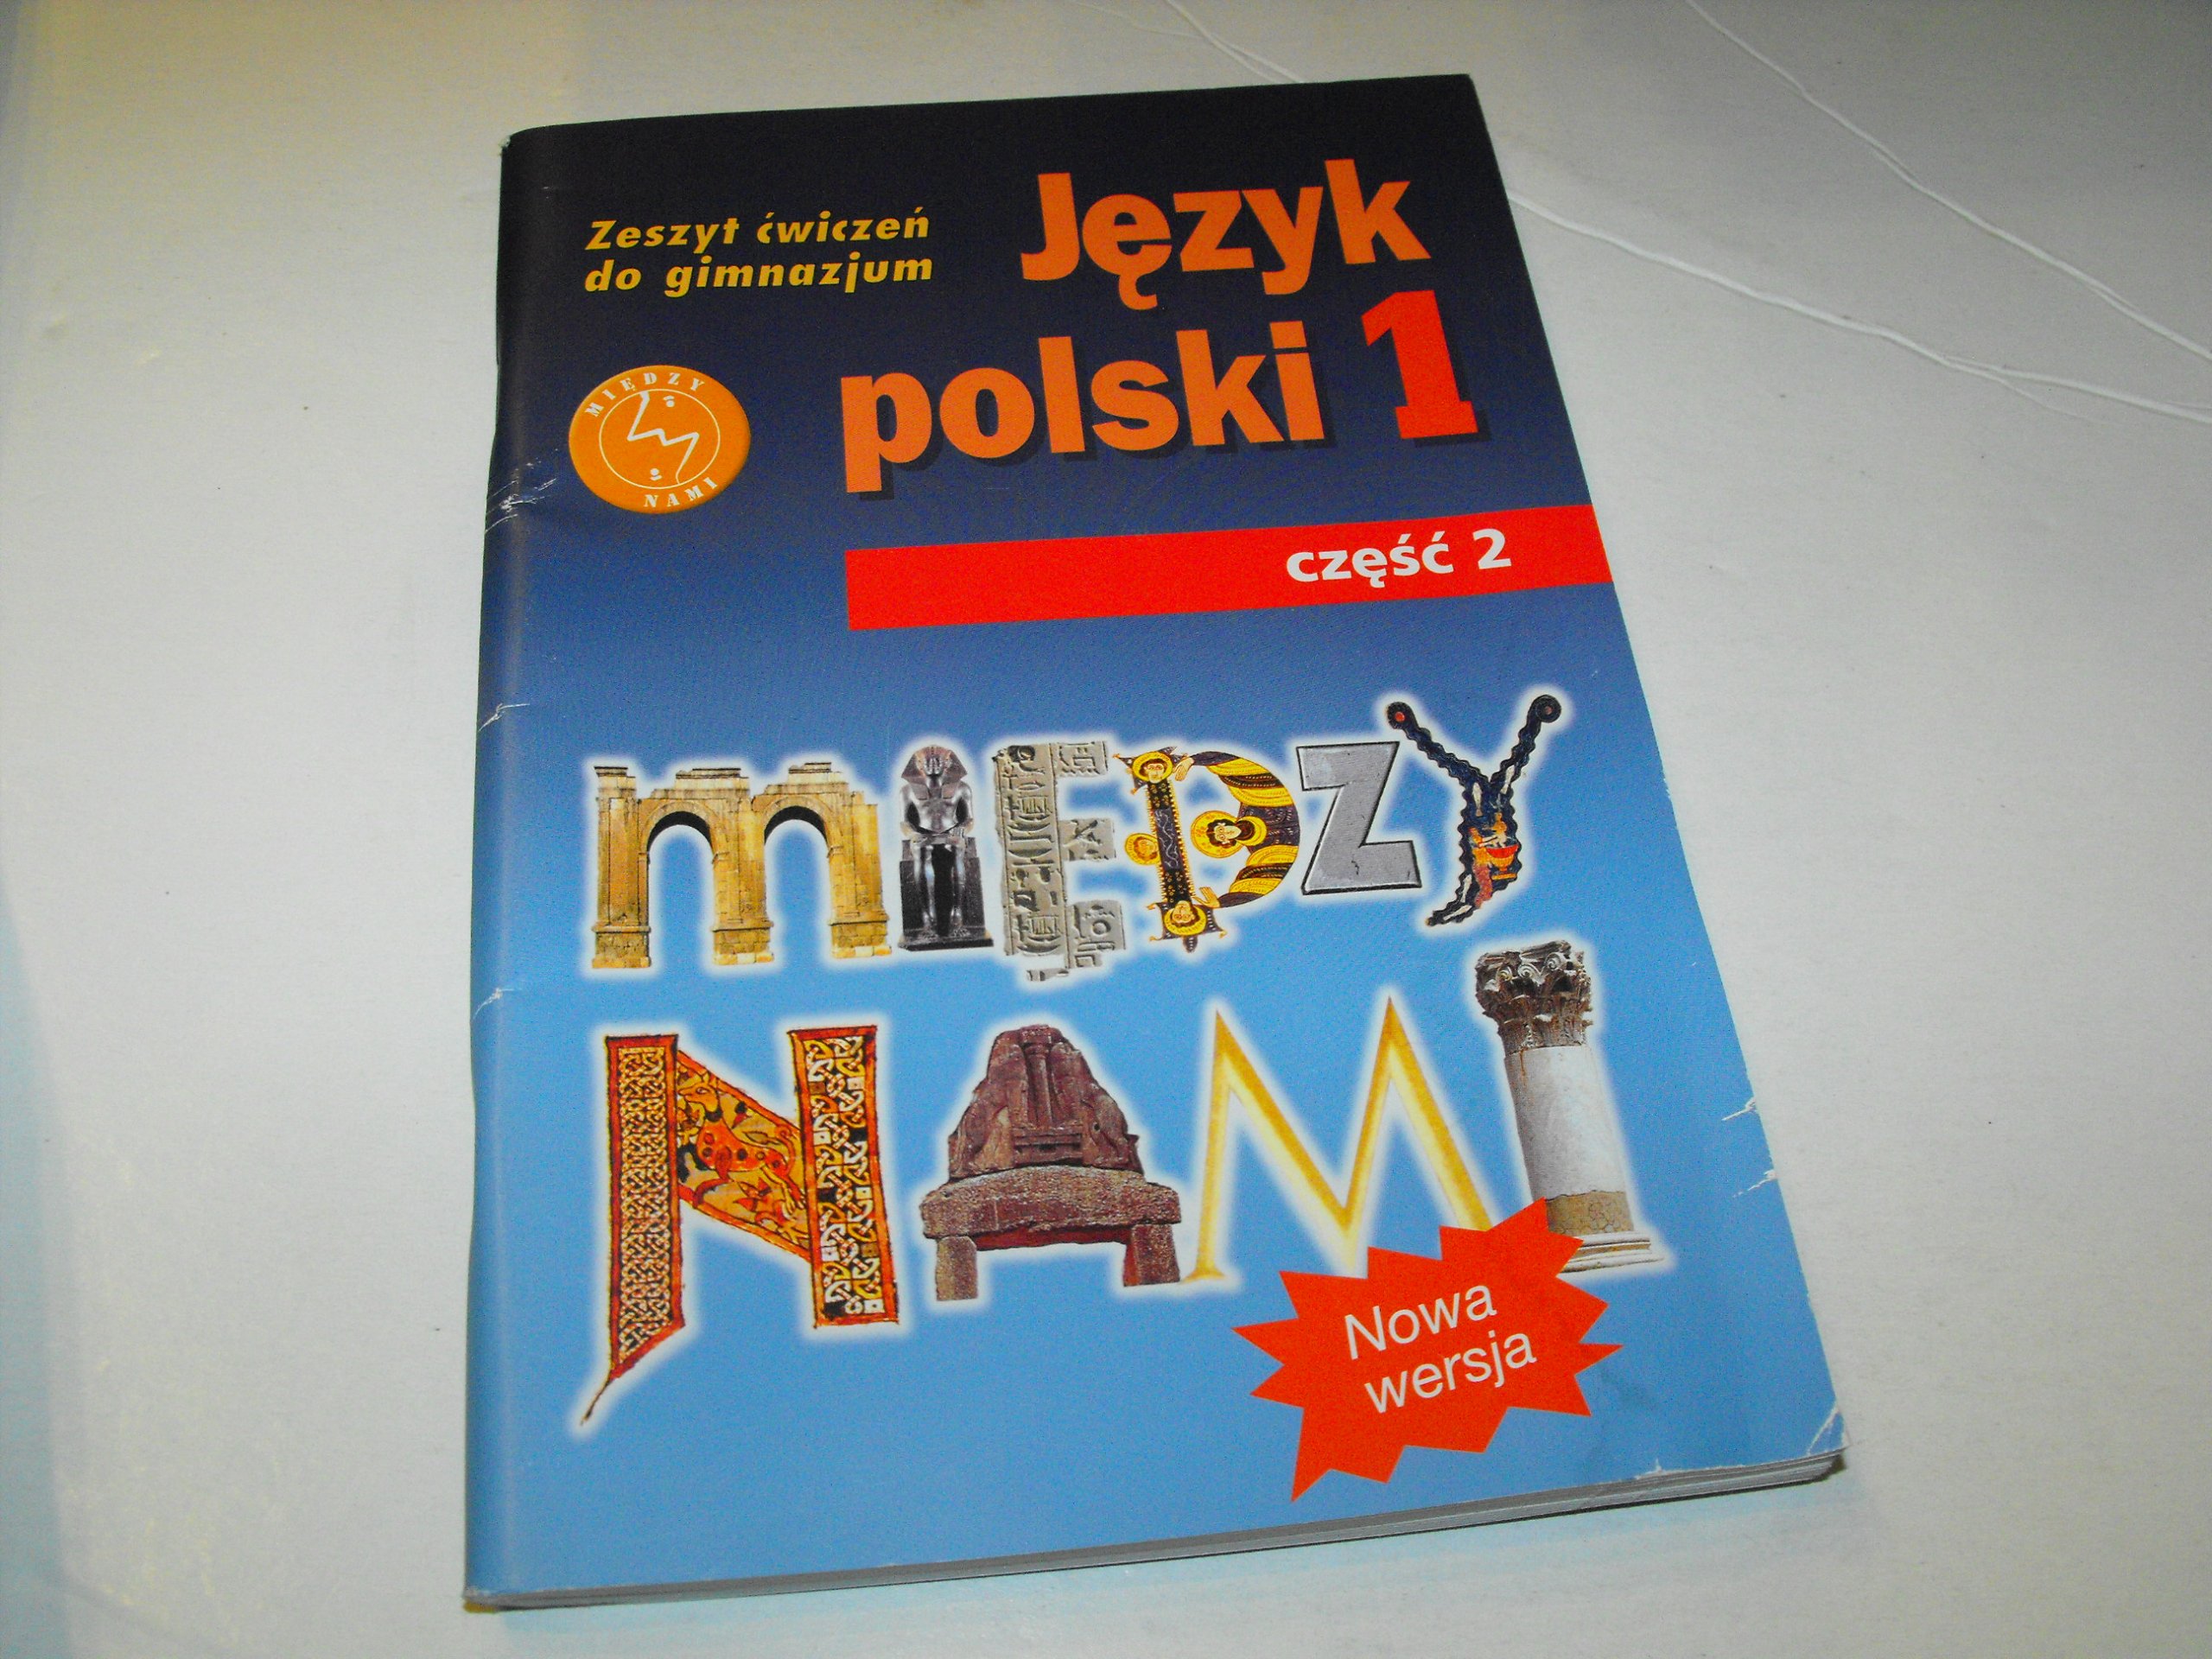 Zeszyt ćwiczeń
do gimnazjum
Język
polski 1
MIĘDZY
NAMI
część 2
MIĘDZY
NAMI
Nowa
wersja